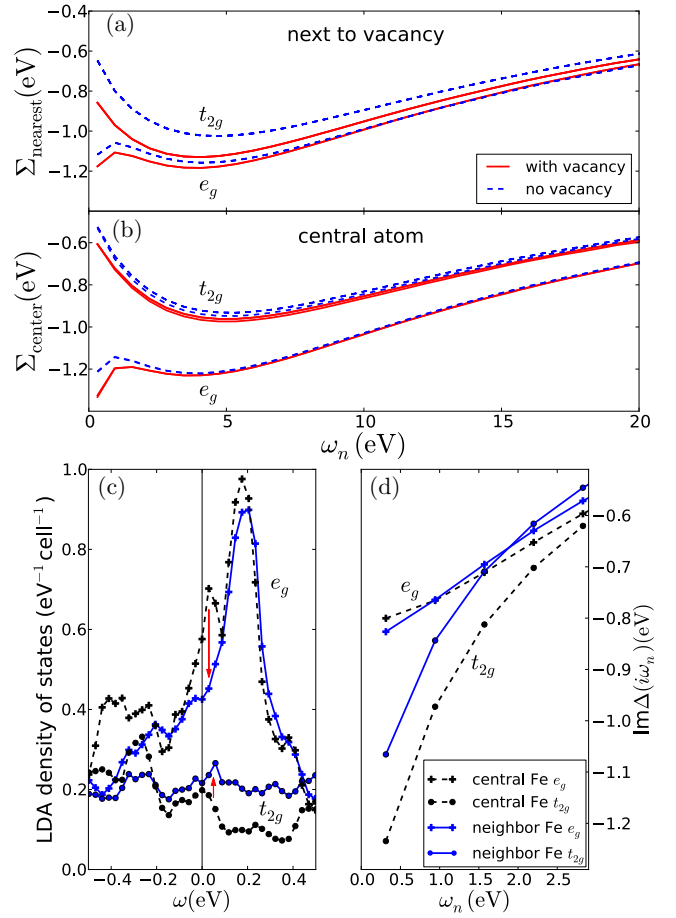 (a)
next to vacancy
Σnearest(eV)
−0.4
−0.6
−0.8
−1.0
−1.2
t2g
eg
with vacancy
no vacancy
(b)
central atom
Σcenter(eV)
−0.6
−0.8
−1.0
−1.2
t2g
eg
0 5 10 15 20
ωn (eV)
(c)
LDA density of states (eV−1 cell−1)
1.0
0.8
0.6
0.4
0.2
0.0
eg
t2g
−0.4 −0.2 0.0 0.2 0.4
ω(eV)
(d)
ImΔ(iωn)(eV)
−0.6
−0.7
−0.8
−0.9
−1.0
−1.1
−1.2
eg
t2g
central Fe eg
central Fe t2g
neighbor Fe eg
neighbor Fe t2g
0.0 0.5 1.0 1.5 2.0 2.5
ωn (eV)